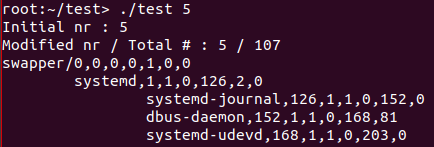 root:~/test> ./test 5
Initial nr : 5
Modified nr / Total # : 5 / 107
swapper/0,0,0,0,1,0,0
systemd,1,1,0,126,2,0
systemd-journal,126,1,1,0,152,0
dbus-daemon,152,1,1,0,168,81
systemd-udevd,168,1,1,0,203,0